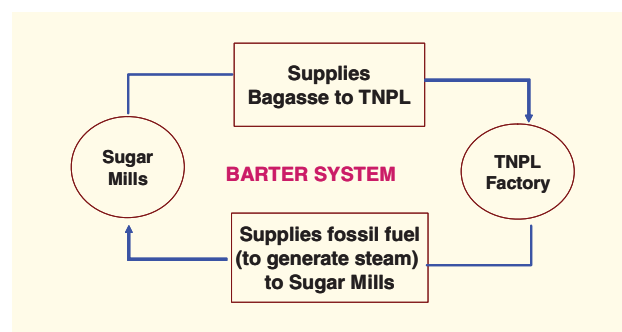 Supplies
Bagasse to TNPL
Sugar
Mills
TNPL
Factory
BARTER SYSTEM
Supplies fossil fuel
(to generate steam)
to Sugar Mills